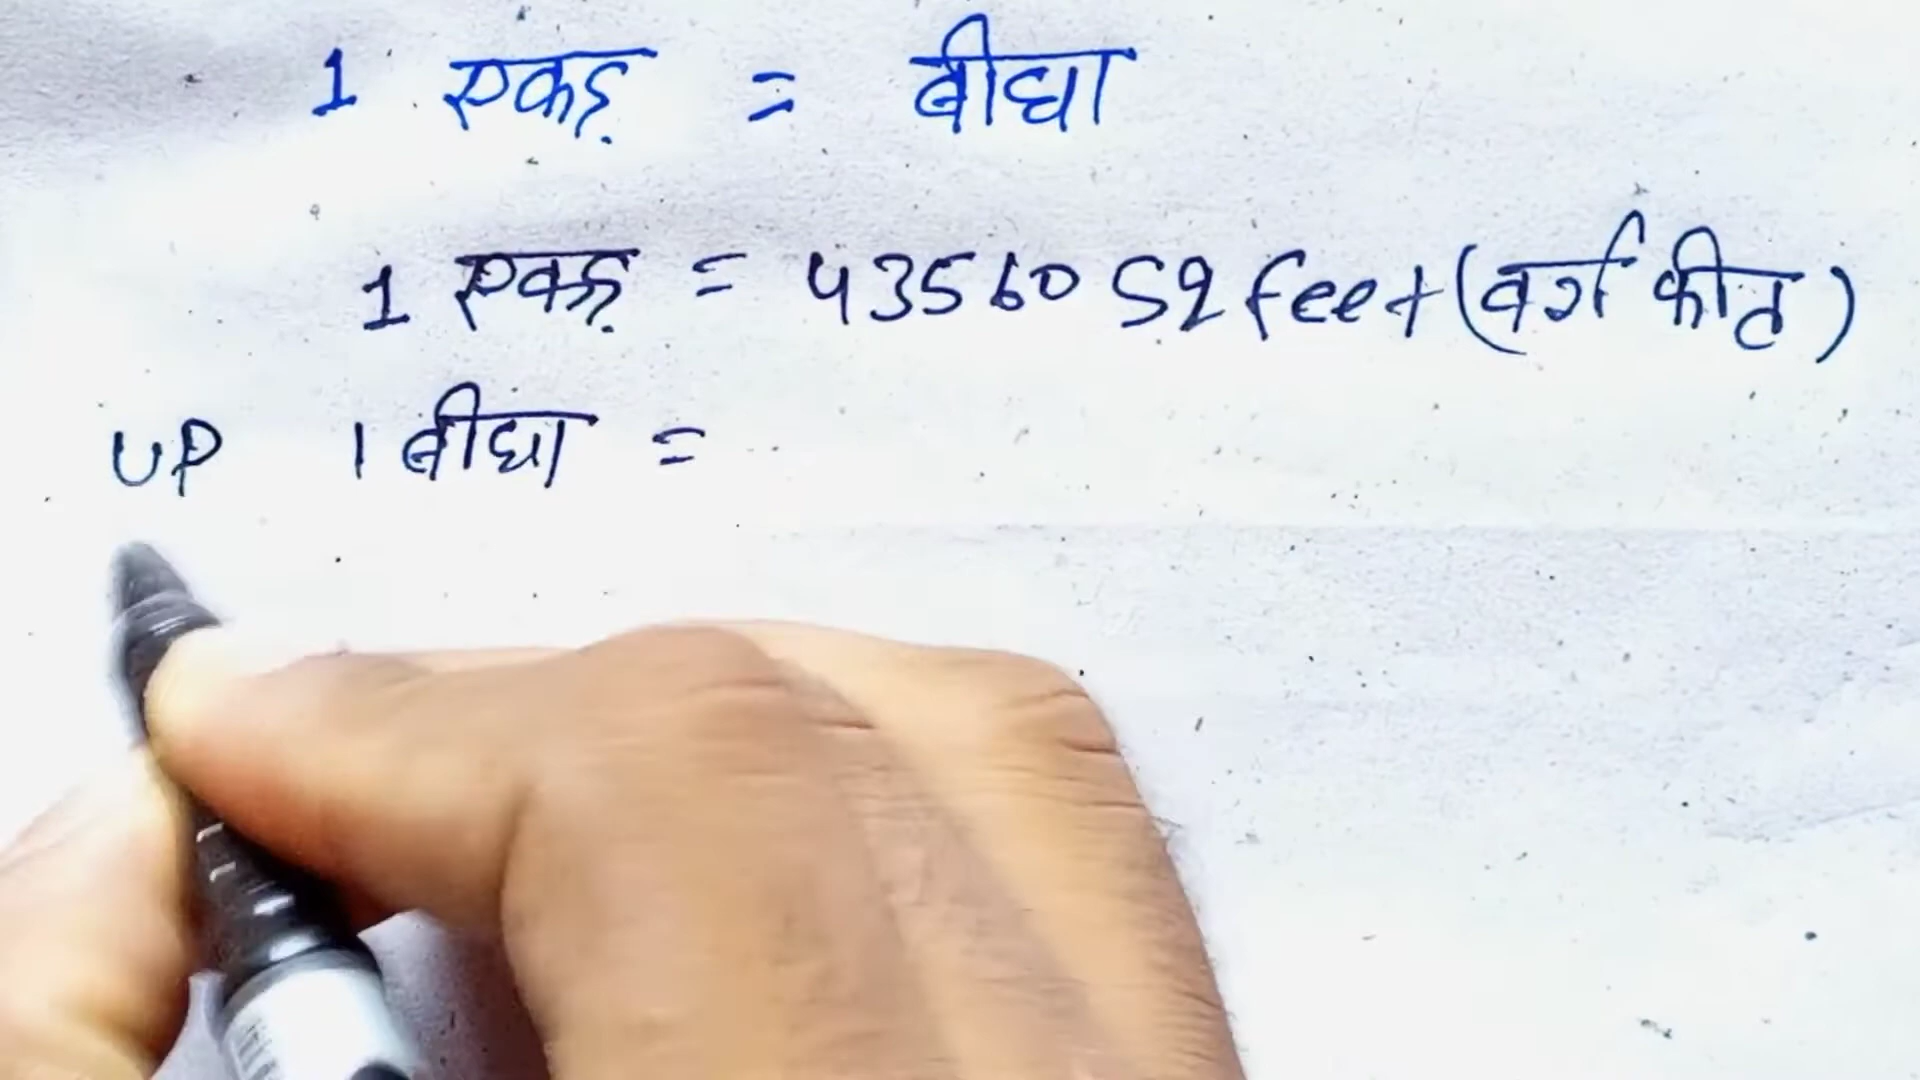 1 एकड़ = बीघा
1 एकड़ = 43560 Sq feet (वर्ग फीट)
UP 1 बीघा =